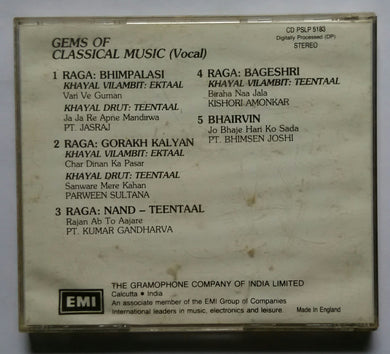 GEMS OF
CLASSICAL MUSIC (Vocal)
CD PSLP 5183
Digitally Processed (DP)
STEREO
1 RAGA: BHIMPALASI
KHAYAL VILAMBIT: EKTAAL
Vari Ve Guman
KHAYAL DRUT: TEENTAAL
Ja Ja Re Apne Mandirwa
PT. JASRAJ
2 RAGA: GORAKH KALYAN
KHAYAL VILAMBIT: EKTAAL
Char Dinan Ka Pasar
KHAYAL DRUT: TEENTAAL
Sanware Mere Kahan
PARWEEN SULTANA
3 RAGA: NAND – TEENTAAL
Rajan Ab To Aajare
PT. KUMAR GANDHARVA
4 RAGA: BAGESHRI
KHAYAL VILAMBIT: TEENTAAL
Biraha Naa Jala
KISHORI AMONKAR
5 BHAIRVIN
Jo Bhaje Hari Ko Sada
PT. BHIMSEN JOSHI
EMI
THE GRAMOPHONE COMPANY OF INDIA LIMITED
Calcutta • India
An associate member of the EMI Group of Companies
International leaders in music, electronics and leisure.
Made in England